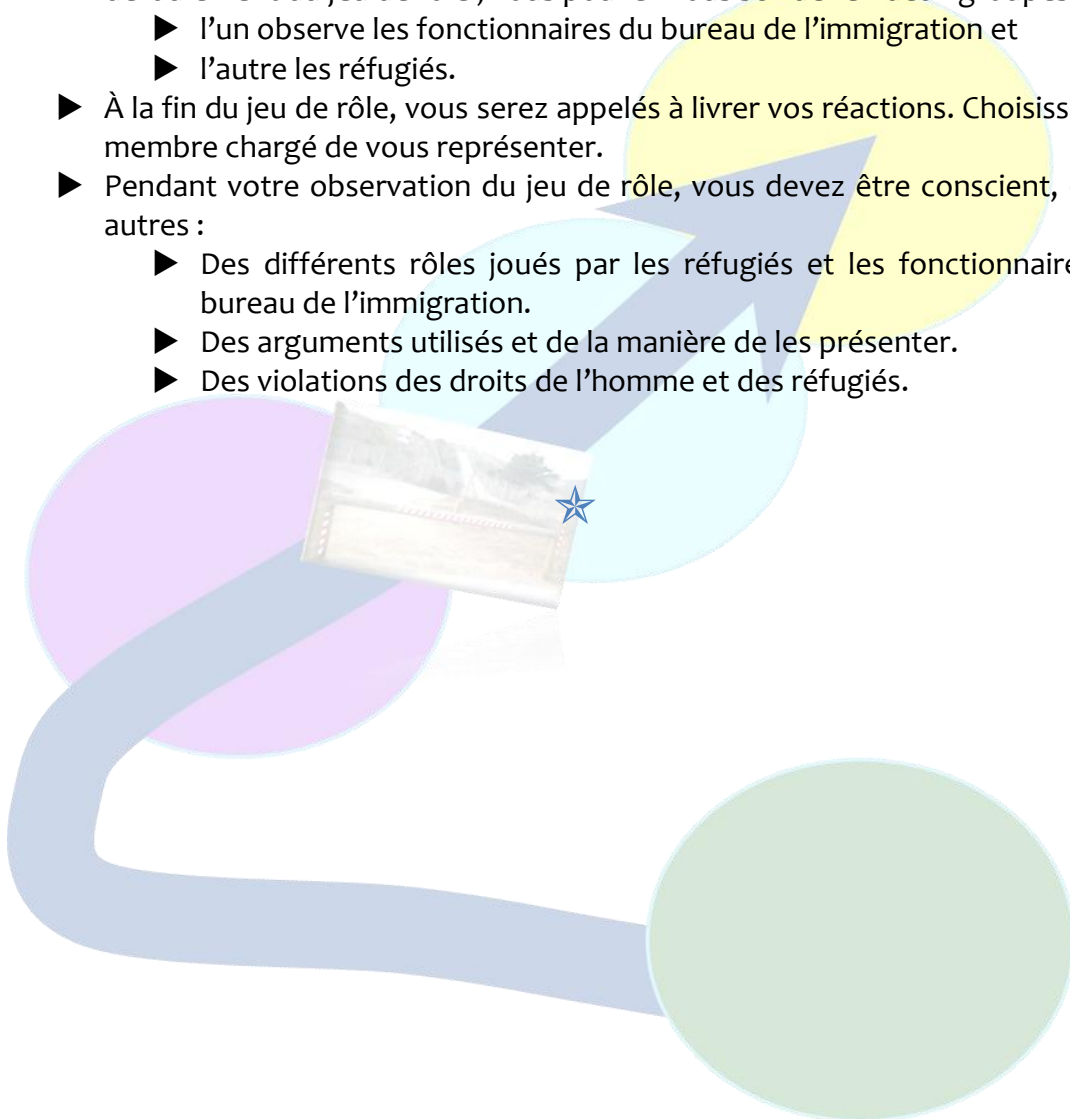 ▶ l’un observe les fonctionnaires du bureau de l’immigration et
▶ l’autre les réfugiés.
▶ À la fin du jeu de rôle, vous serez appelés à livrer vos réactions.
membre chargé de vous représenter.
▶ Pendant votre observation du jeu de rôle, vous devez être conscient,
autres :
▶ Des différents rôles joués par les réfugiés et les
bureau de l’immigration.
▶ Des arguments utilisés et de la manière de les présenter.
▶ Des violations des droits de l’homme et des réfugiés.